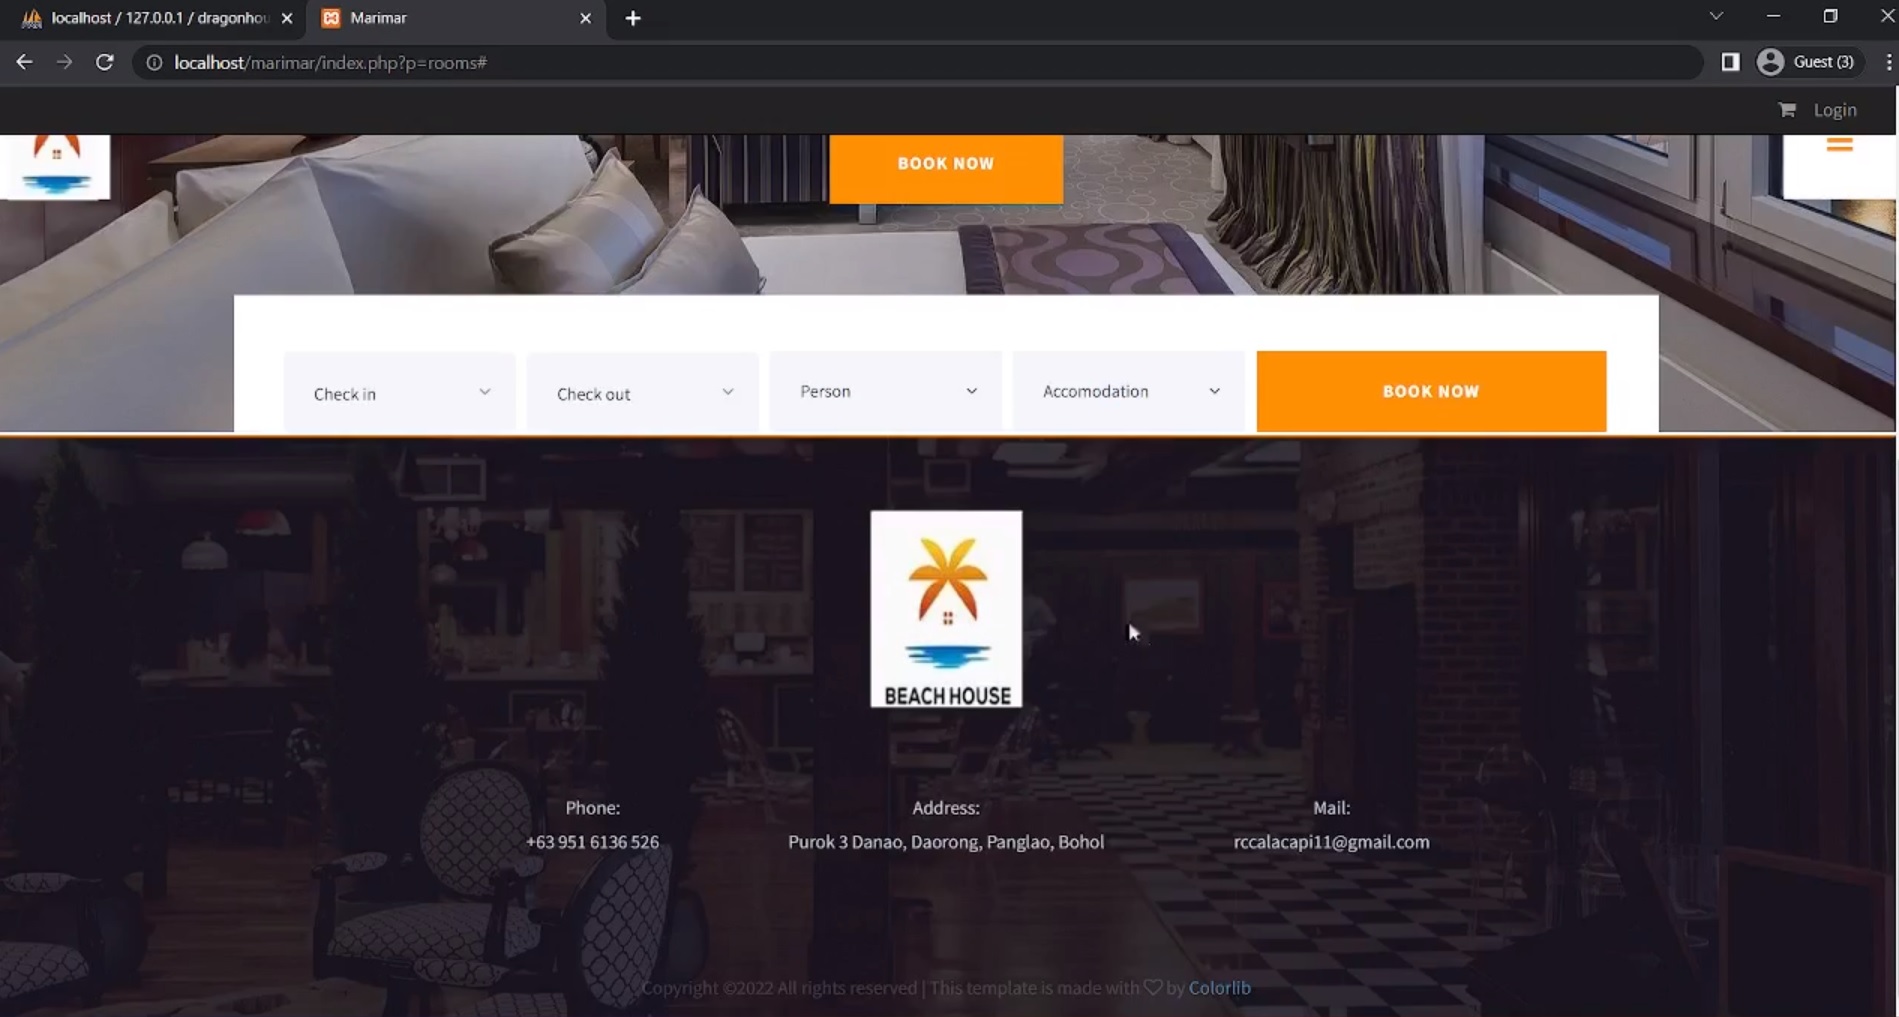 localhost / 127.0.0.1 / dragonhou
Marimar
localhost/marimar/index.php?p=rooms#
Guest (3)
Login
BOOK NOW
Check in
Check out
Person
Accomodation
BOOK NOW
BEACH HOUSE
Phone:
+63 951 6136 526
Address:
Purok 3 Danao, Daorong, Panglao, Bohol
Mail:
rccalacapi11@gmail.com
Copyright ©2022 All rights reserved | This template is made with ♡ by Colorlib